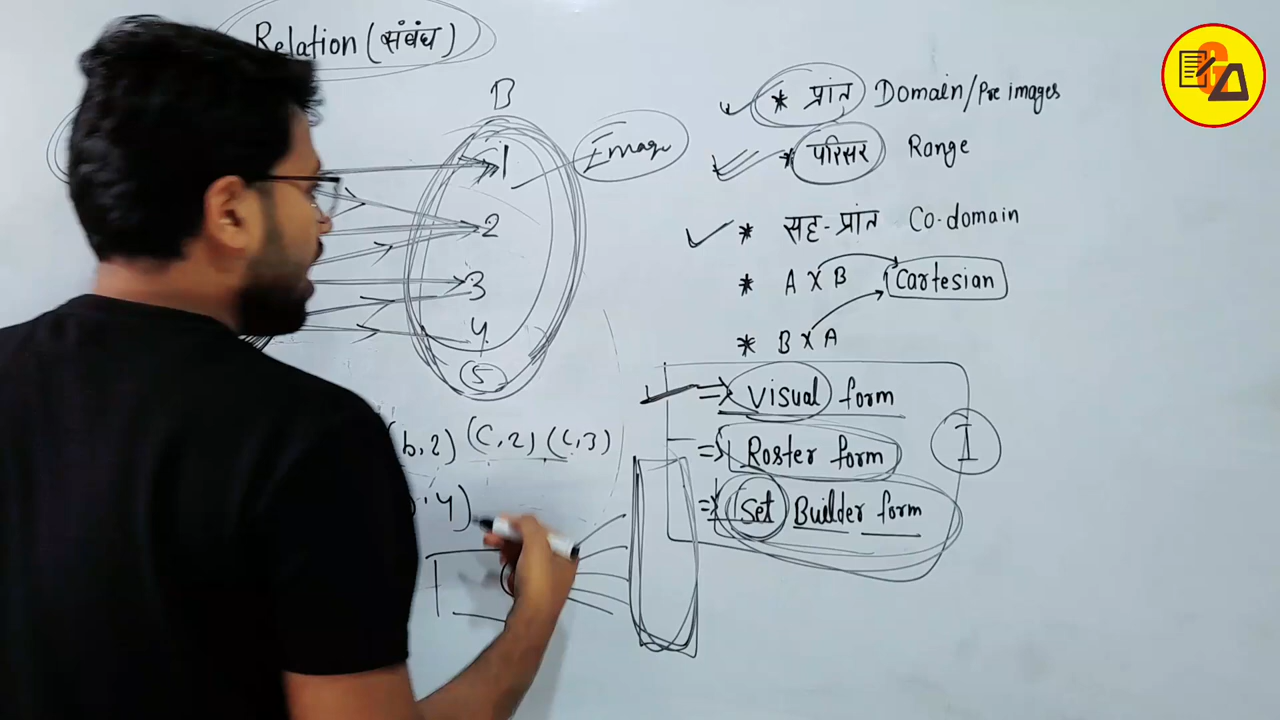 Relation (संबंध)
B
1
2
3
4
5
Image
(b,2) (C,2) (C,3)
4)
* प्रांत Domain/Pre images
* परिसर Range
* सह-प्रांत Co-domain
* A X B Cartesian
* B X A
=> Visual form
=> Roster form
=> Set Builder form
I